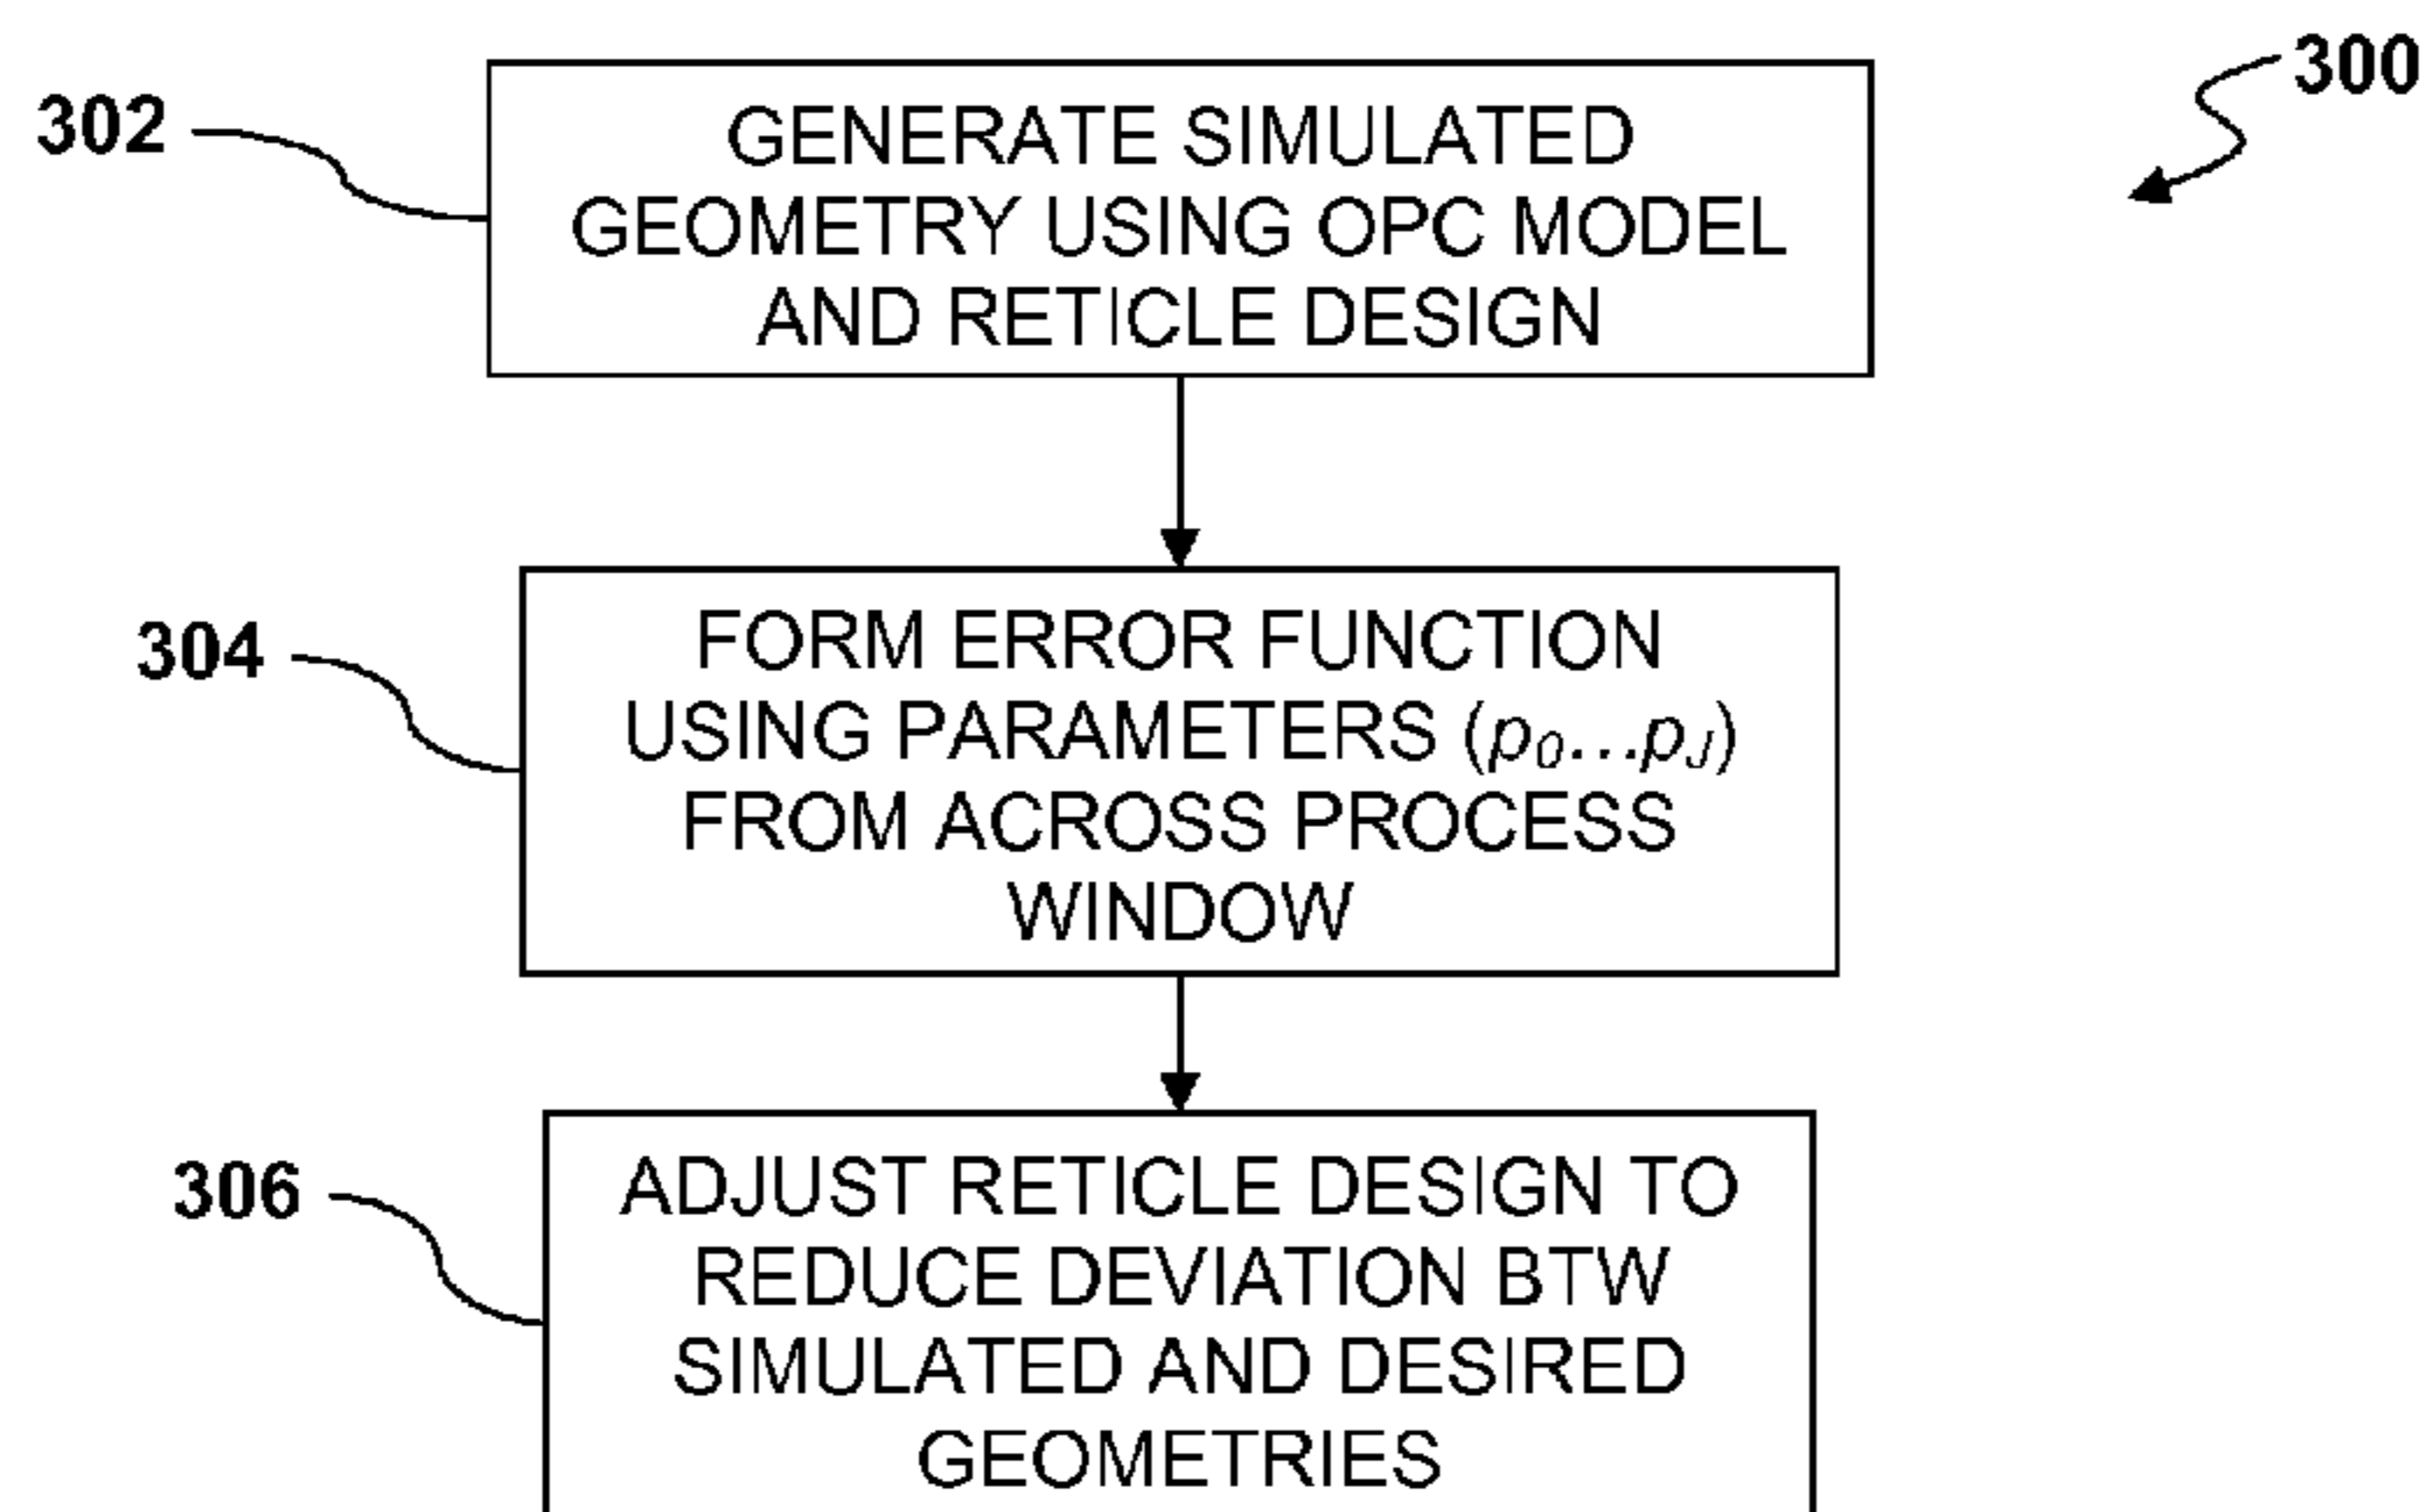 300
302
GENERATE SIMULATED
GEOMETRY USING OPC MODEL
AND RETICLE DESIGN
304
FORM ERROR FUNCTION
USING PARAMETERS (p₀...p_J)
FROM ACROSS PROCESS
WINDOW
306
ADJUST RETICLE DESIGN TO
REDUCE DEVIATION BTW
SIMULATED AND DESIRED
GEOMETRIES